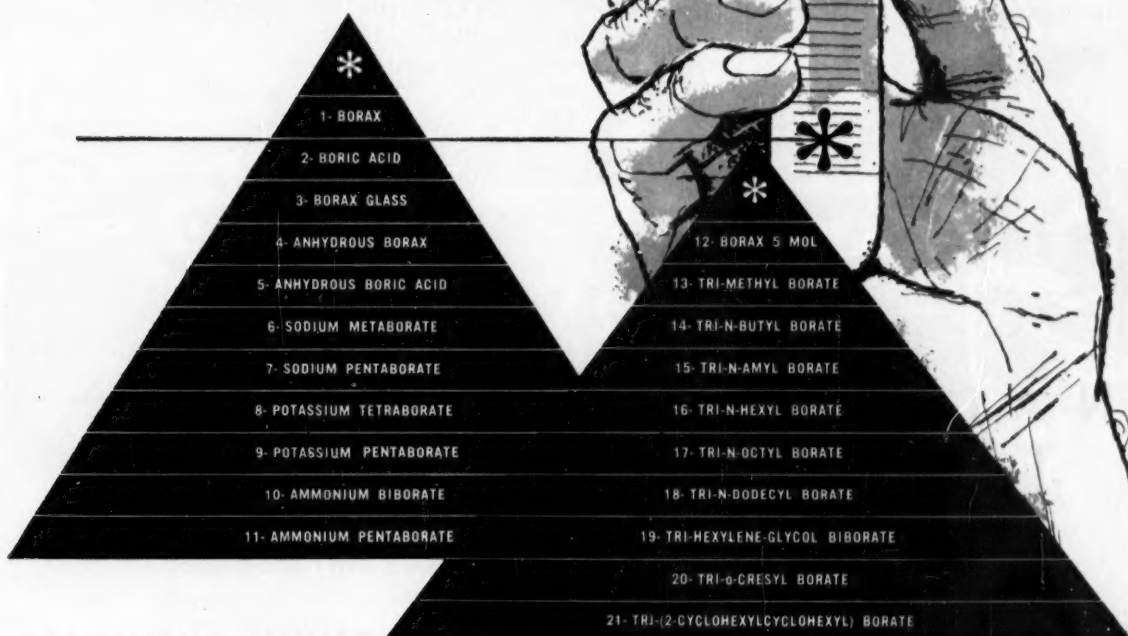 *
1- BORAX
2- BORIC ACID
3- BORAX GLASS
4- ANHYDROUS BORAX
5- ANHYDROUS BORIC ACID
6- SODIUM METABORATE
7- SODIUM PENTABORATE
8- POTASSIUM TETRABORATE
9- POTASSIUM PENTABORATE
10- AMMONIUM BIBORATE
11- AMMONIUM PENTABORATE
*
*
12- BORAX 5 MOL
13- TRI-METHYL BORATE
14- TRI-N-BUTYL BORATE
15- TRI-N-AMYL BORATE
16- TRI-N-HEXYL BORATE
17- TRI-N-OCTYL BORATE
18- TRI-N-DODECYL BORATE
19- TRI-HEXYLENE-GLYCOL BIBORATE
20- TRI-o-CRESYL BORATE
21- TRI-(2-CYCLOHEXYLCYCLOHEXYL) BORATE